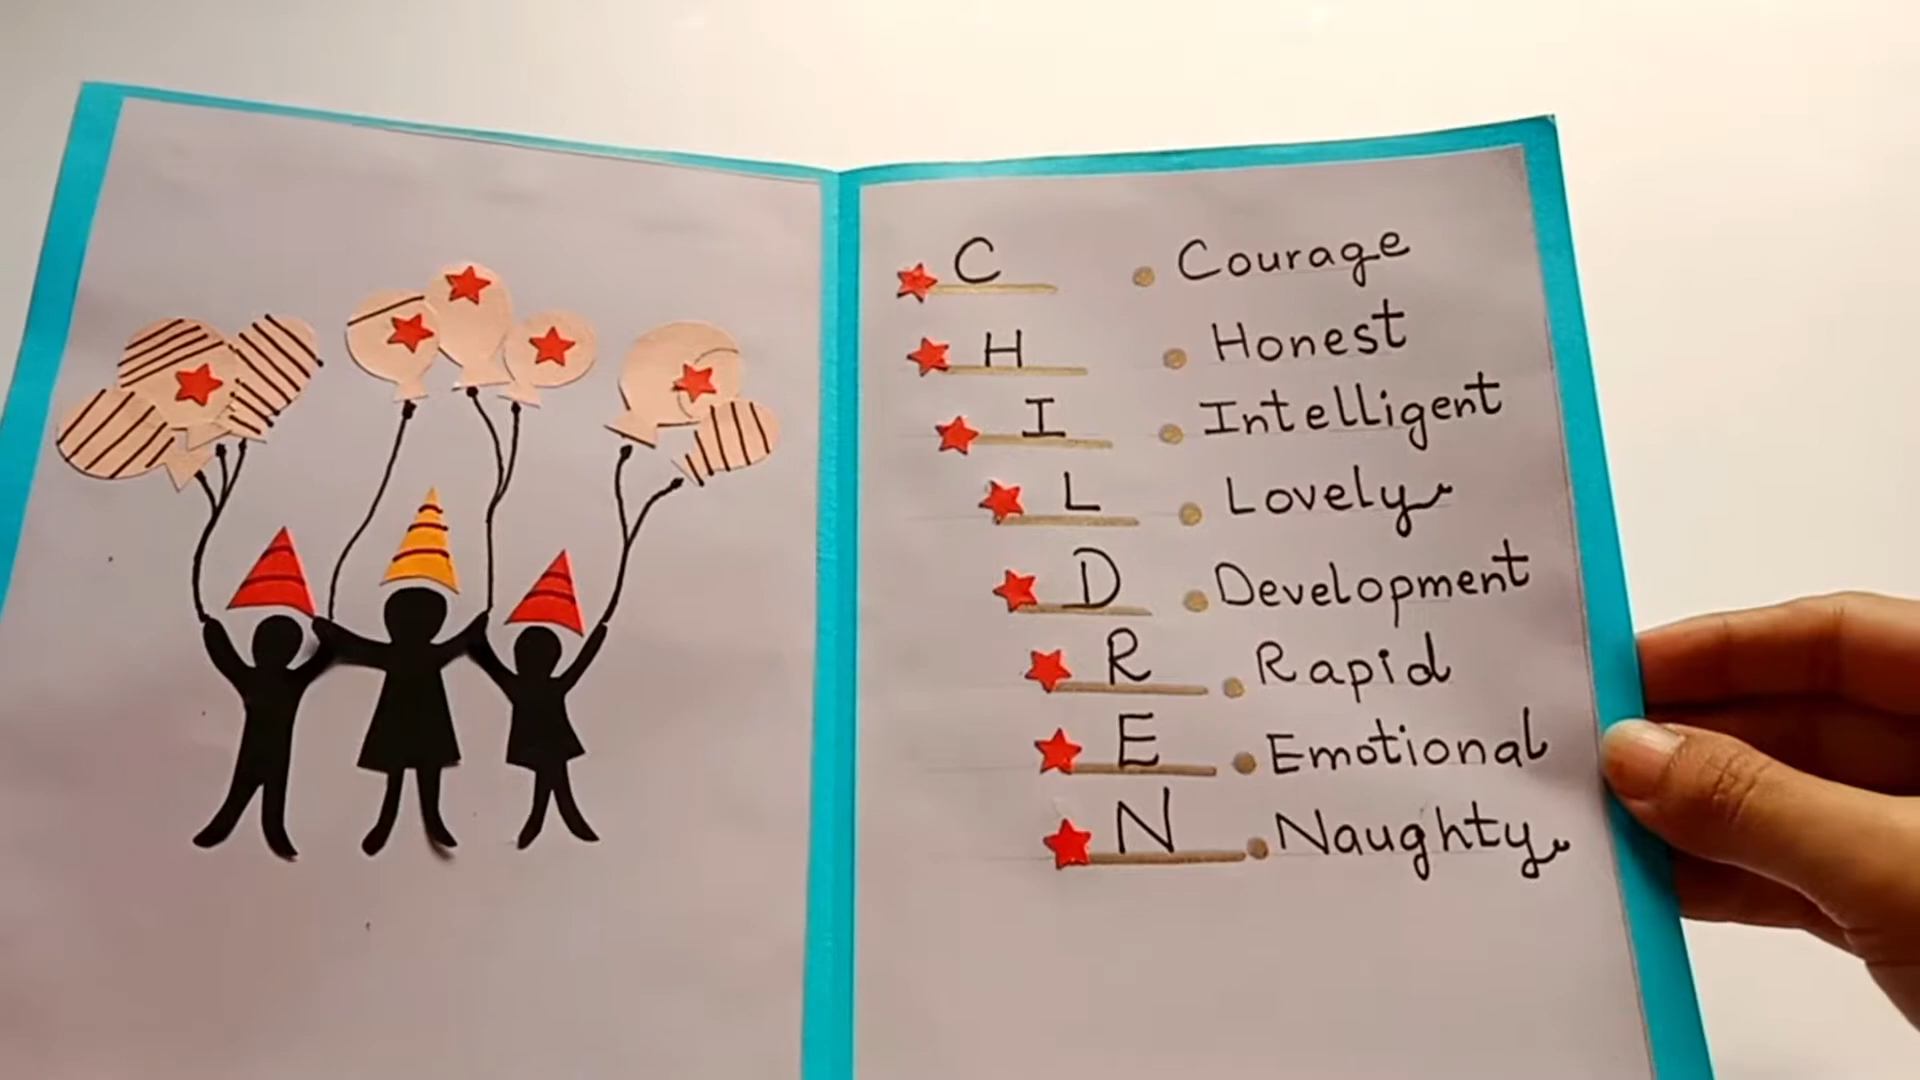 C Courage
H Honest
I Intelligent
L Lovely
D Development
R Rapid
E Emotional
N Naughty